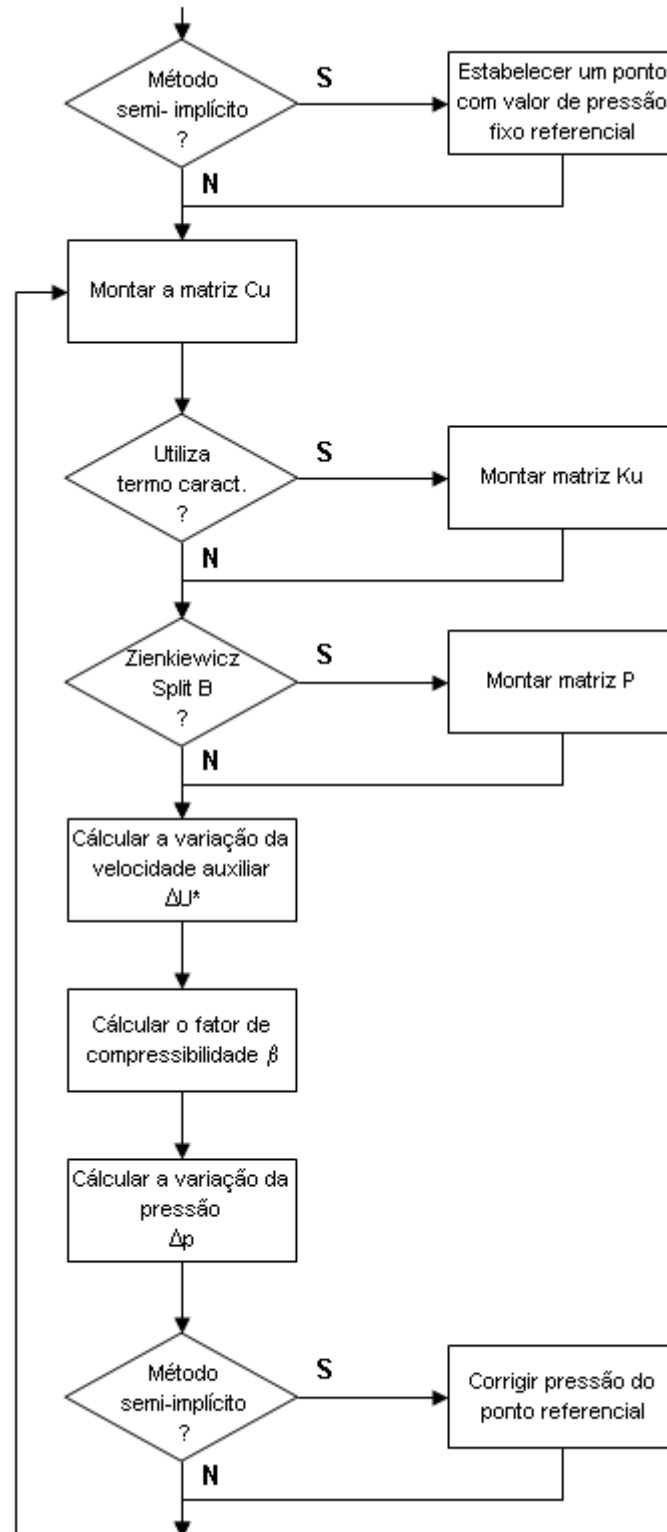 Método
semi- implícito
?
S
Estabelecer um ponto
com valor de pressão
fixo referencial
N
Montar a matriz Cu
Utiliza
termo caract.
?
S
Montar matriz Ku
N
Zienkiewicz
Split B
?
S
Montar matriz P
N
Cálcular a variação da
velocidade auxiliar
ΔU*
Cálcular o fator de
compressibilidade β
Cálcular a variação da
pressão
Δp
Método
semi-implícito
?
S
Corrigir pressão do
ponto referencial
N